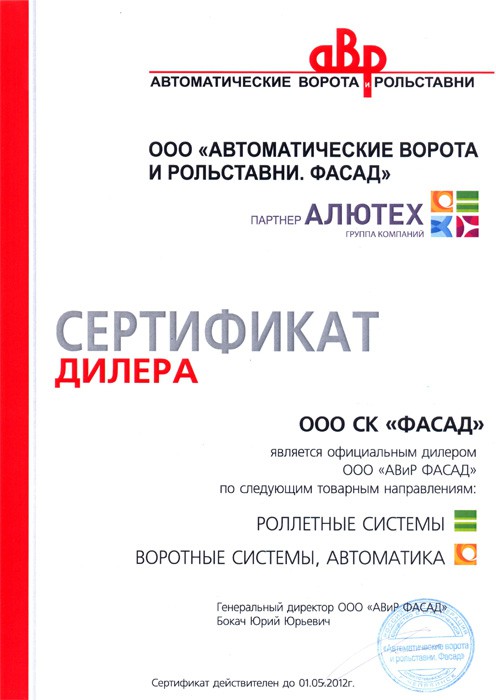 АВР
АВТОМАТИЧЕСКИЕ ВОРОТА И РОЛЬСТАВНИ
ООО «АВТОМАТИЧЕСКИЕ ВОРОТА
И РОЛЬСТАВНИ. ФАСАД»
ПАРТНЕР АЛЮТЕХ
ГРУППА КОМПАНИЙ
СЕРТИФИКАТ
ДИЛЕРА
ООО СК «ФАСАД»
является официальным дилером
ООО «АВиР ФАСАД»
по следующим товарным направлениям:
РОЛЛЕТНЫЕ СИСТЕМЫ
ВОРОТНЫЕ СИСТЕМЫ, АВТОМАТИКА
Генеральный директор ООО «АВиР ФАСАД»
Бокач Юрий Юрьевич
«Автоматические ворота
и рольставни. Фасад»
Сертификат действителен до 01.05.2012г.